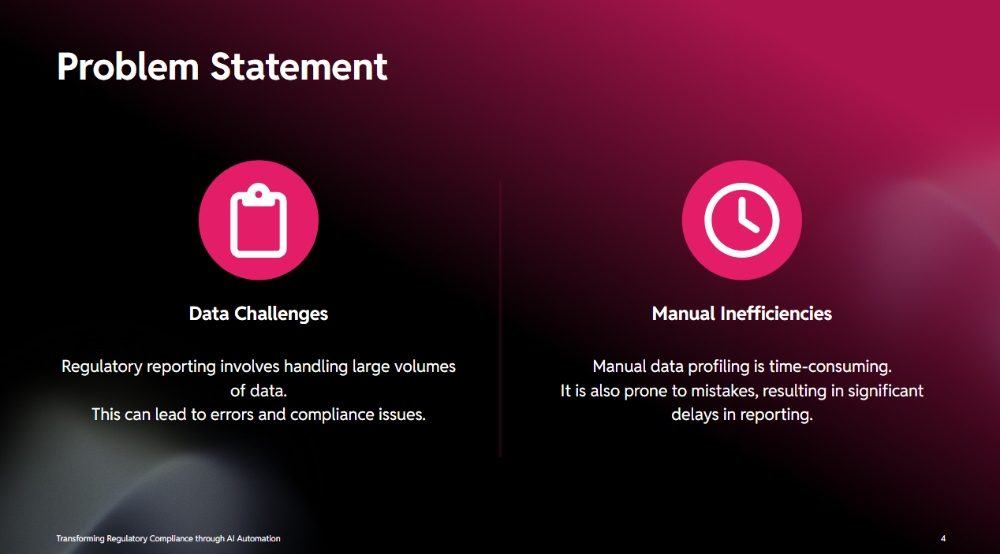 Problem Statement
Data Challenges
Regulatory reporting involves handling large volumes
of data.
This can lead to errors and compliance issues.
Manual Inefficiencies
Manual data profiling is time-consuming.
It is also prone to mistakes, resulting in significant
delays in reporting.
Transforming Regulatory Compliance through AI Automation
4